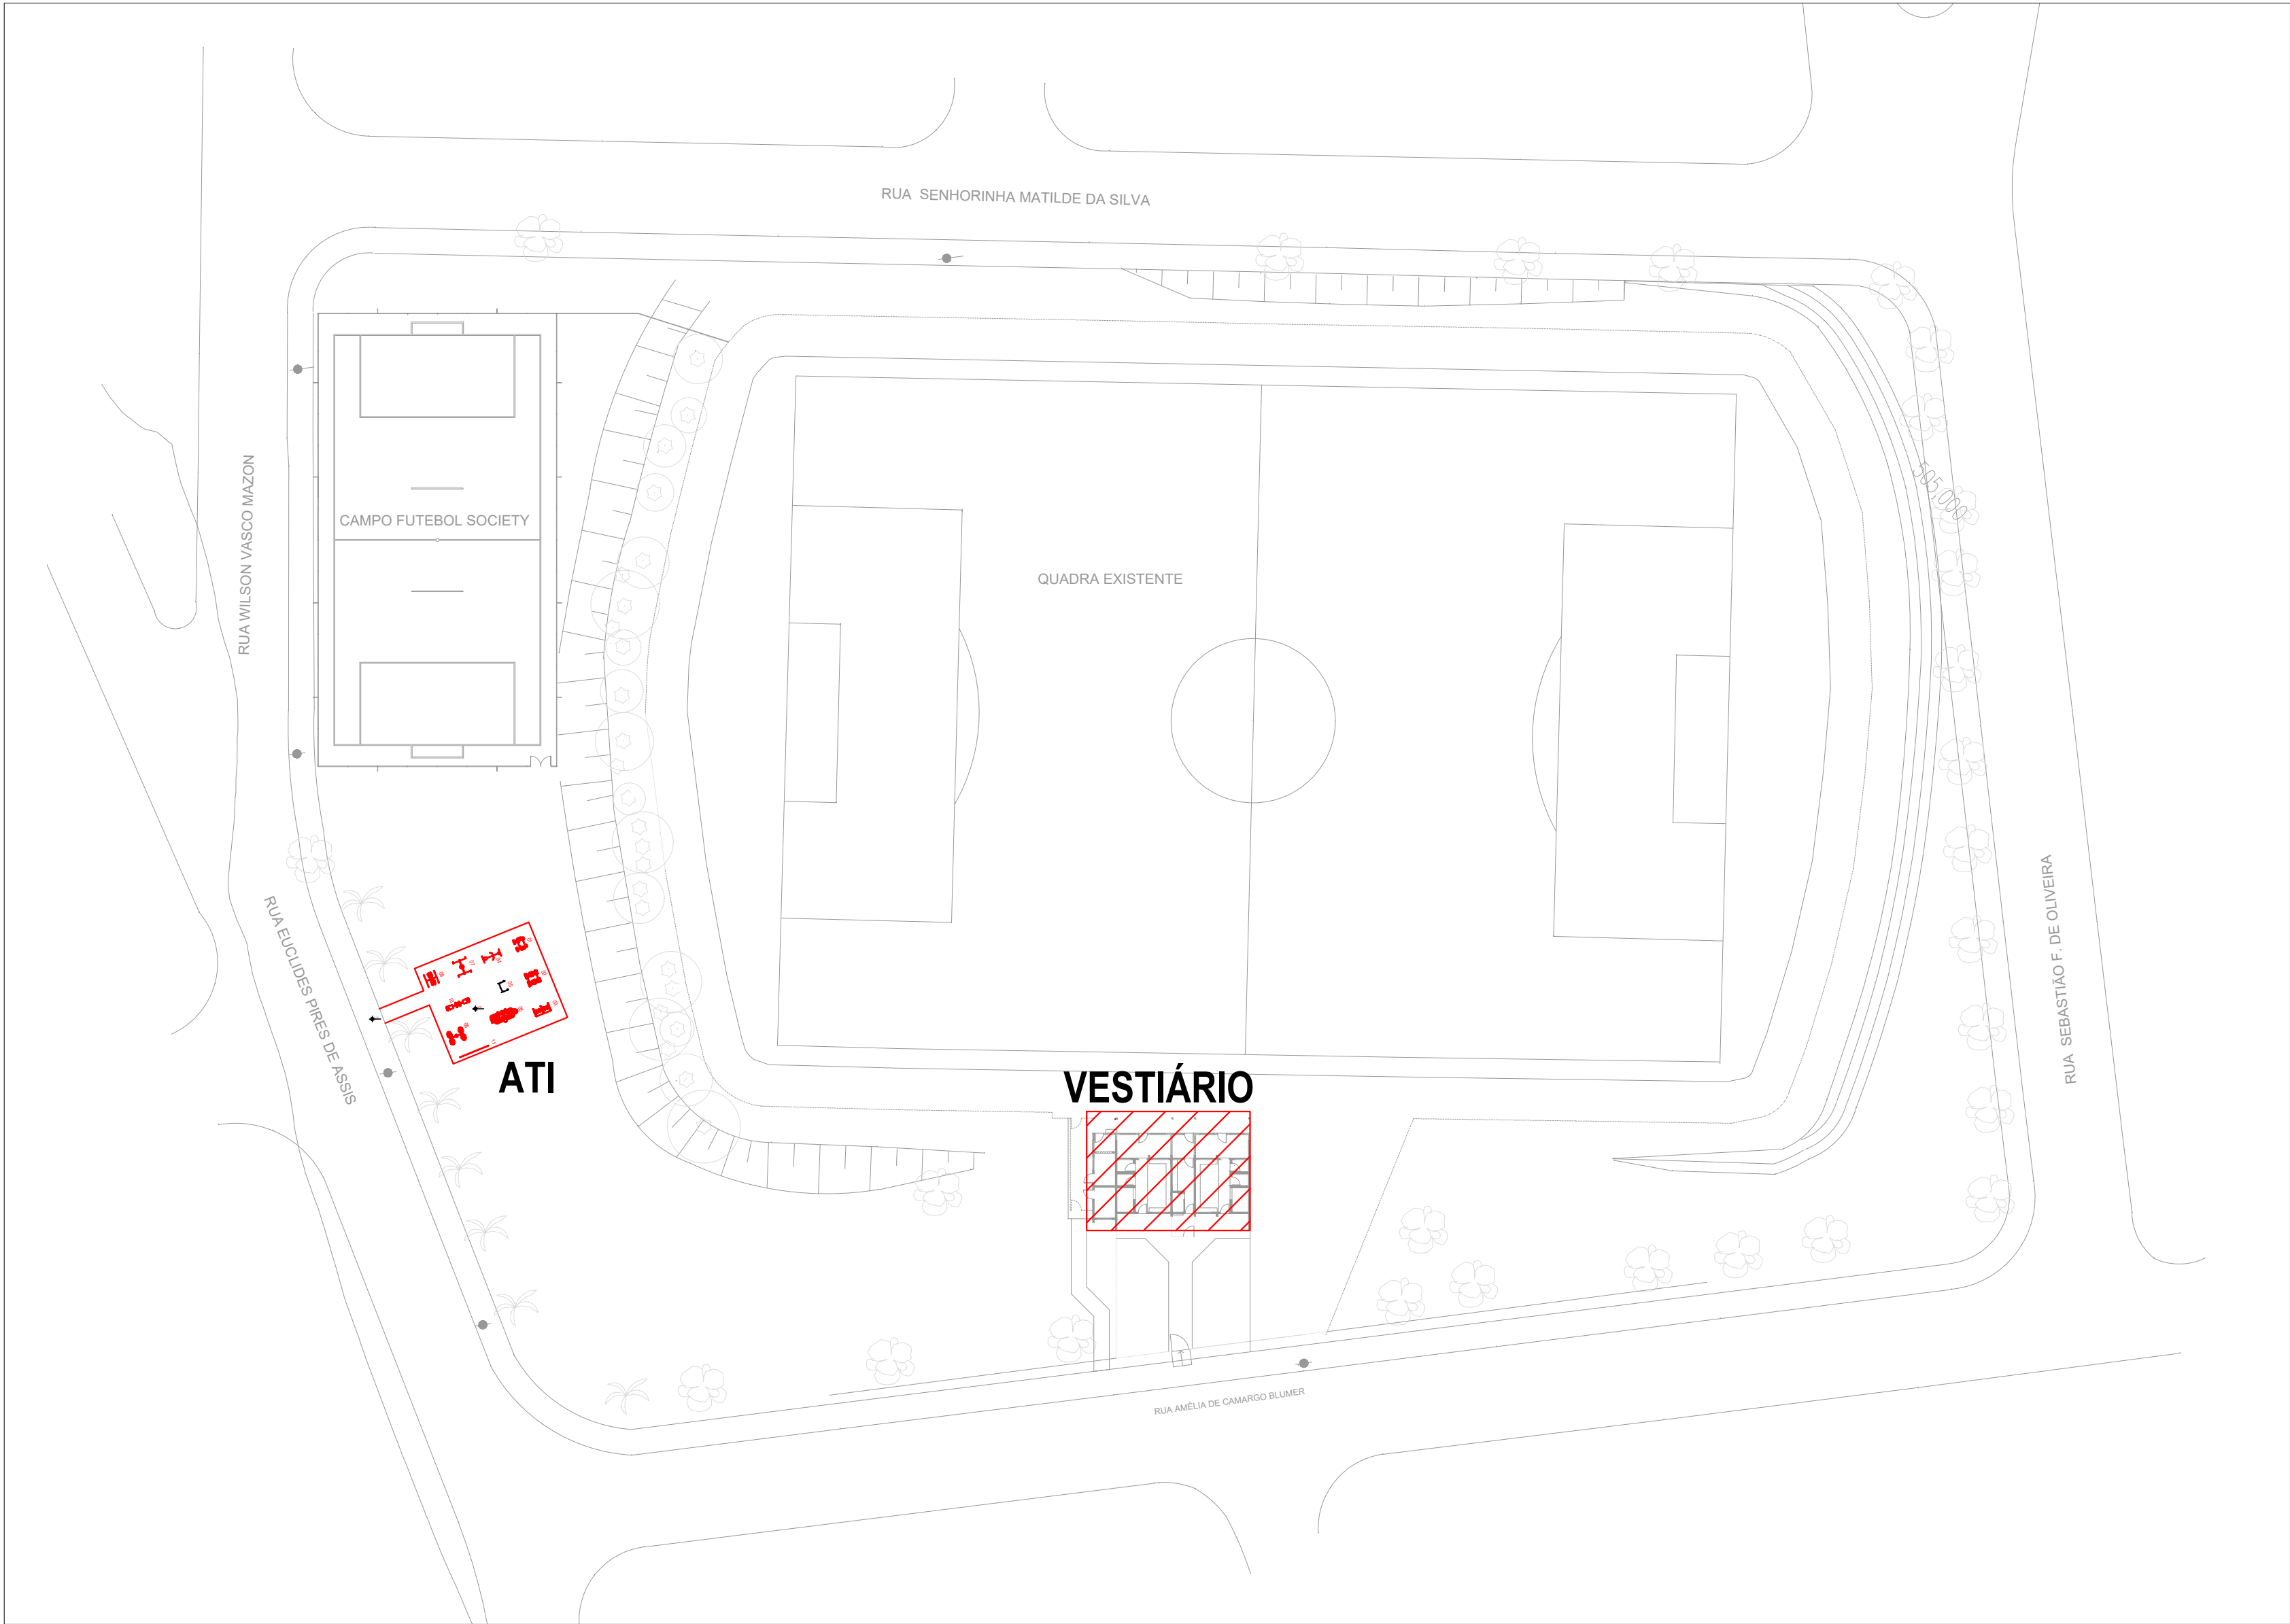 RUA  SENHORINHA MATILDE DA SILVA
RUA WILSON VASCO MAZON
CAMPO FUTEBOL SOCIETY
505,000
QUADRA EXISTENTE
RUA  SEBASTIÃO F. DE OLIVEIRA
RUA EUCLIDES PIRES DE ASSIS
ATI
VESTIÁRIO
RUA AMÉLIA DE CAMARGO BLUMER